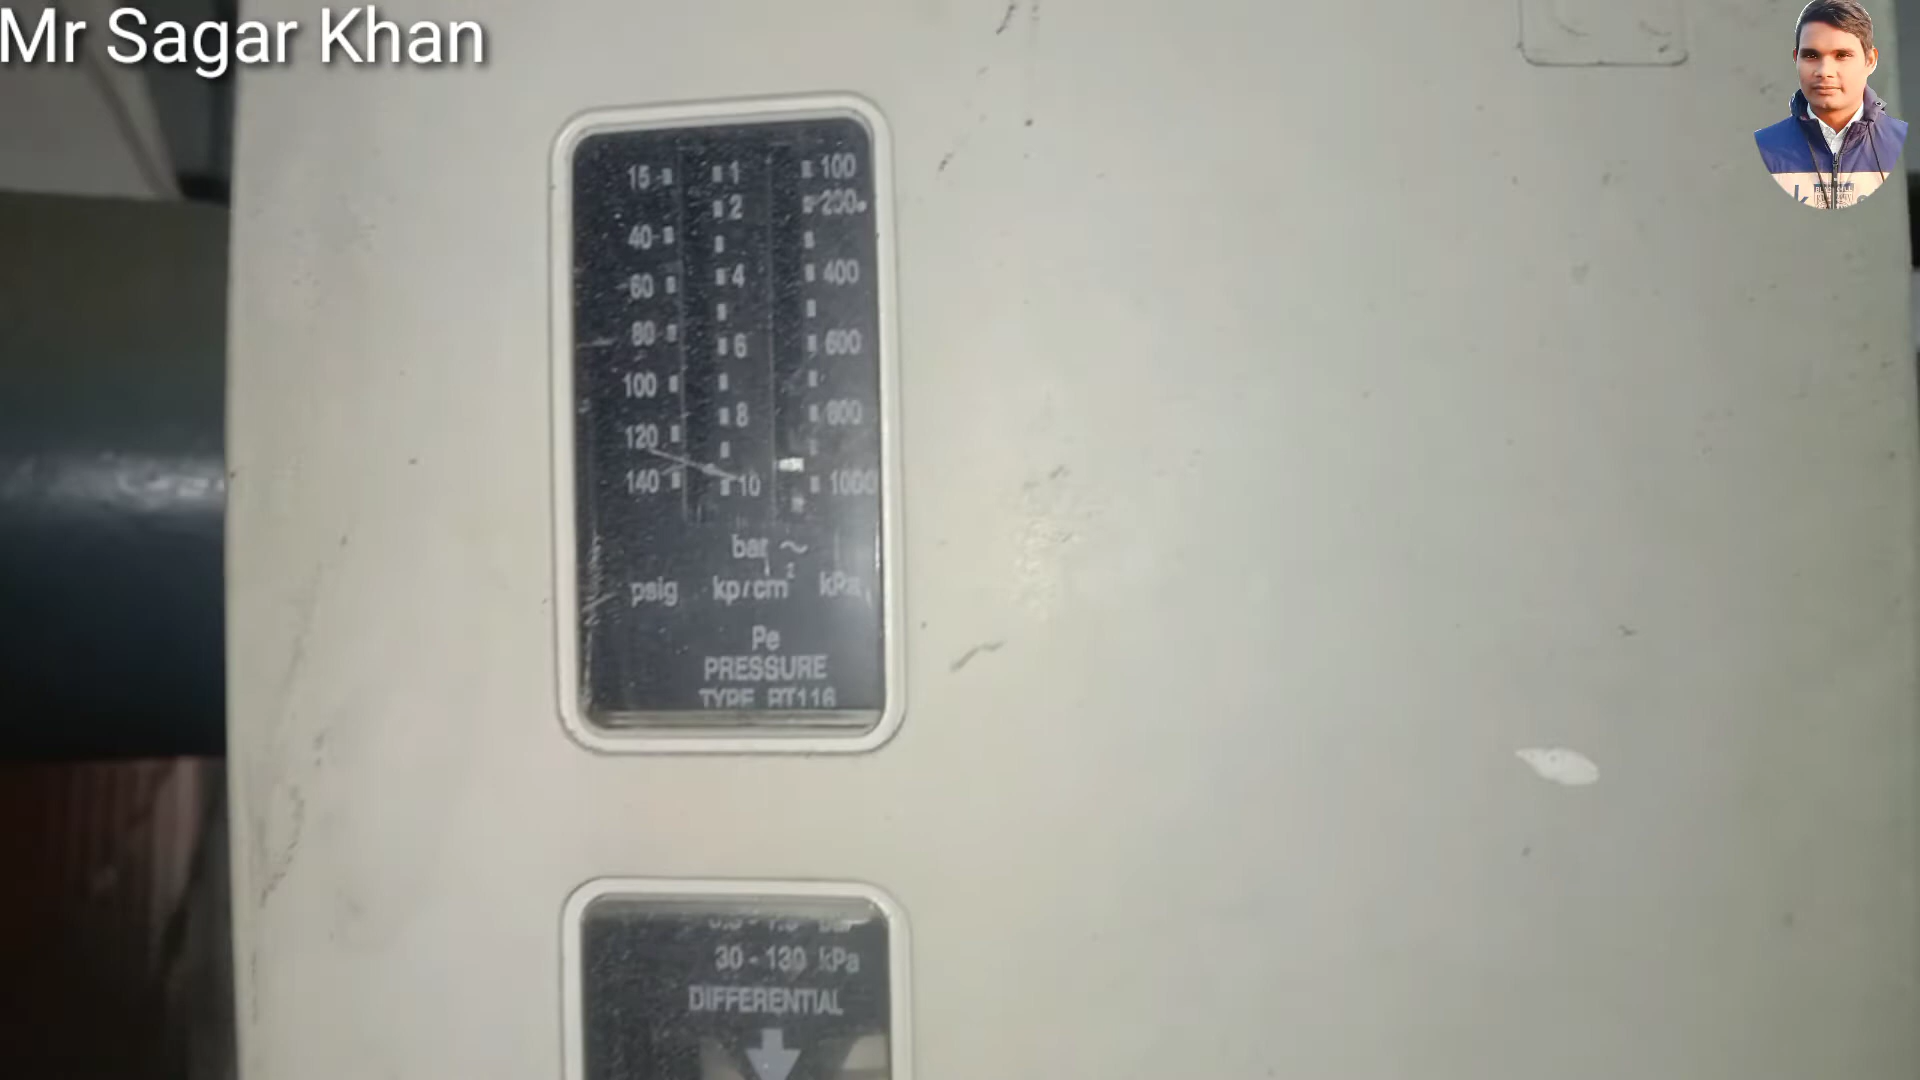 Mr Sagar Khan
15 1 100
2 200
40
4 400
60
80 6 600
100
8 800
120
140 10 1000
bar ~
psig kp/cm² kPa
Pe
PRESSURE
TYPE RT116
30 - 130 kPa
DIFFERENTIAL